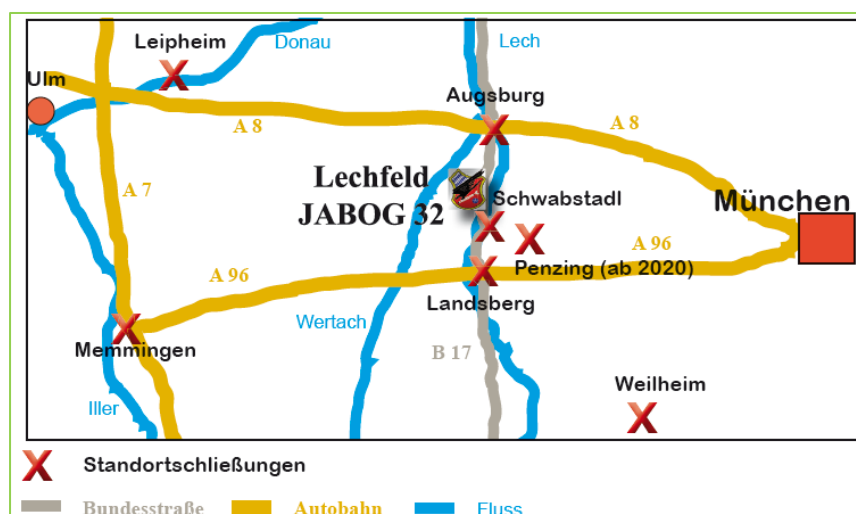 Leipheim
Donau
Lech
Ulm
Augsburg
A 8
A 8
A 7
Lechfeld
JABOG 32
Schwabstadl
München
A 96
A 96
Penzing (ab 2020)
Landsberg
Wertach
Memmingen
B 17
Weilheim
Iller
Standortschließungen
Bundesstraße
Autobahn
Fluss